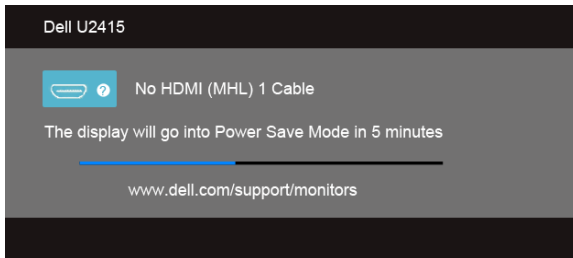 Dell U2415
? No HDMI (MHL) 1 Cable
The display will go into Power Save Mode in 5 minutes
www.dell.com/support/monitors